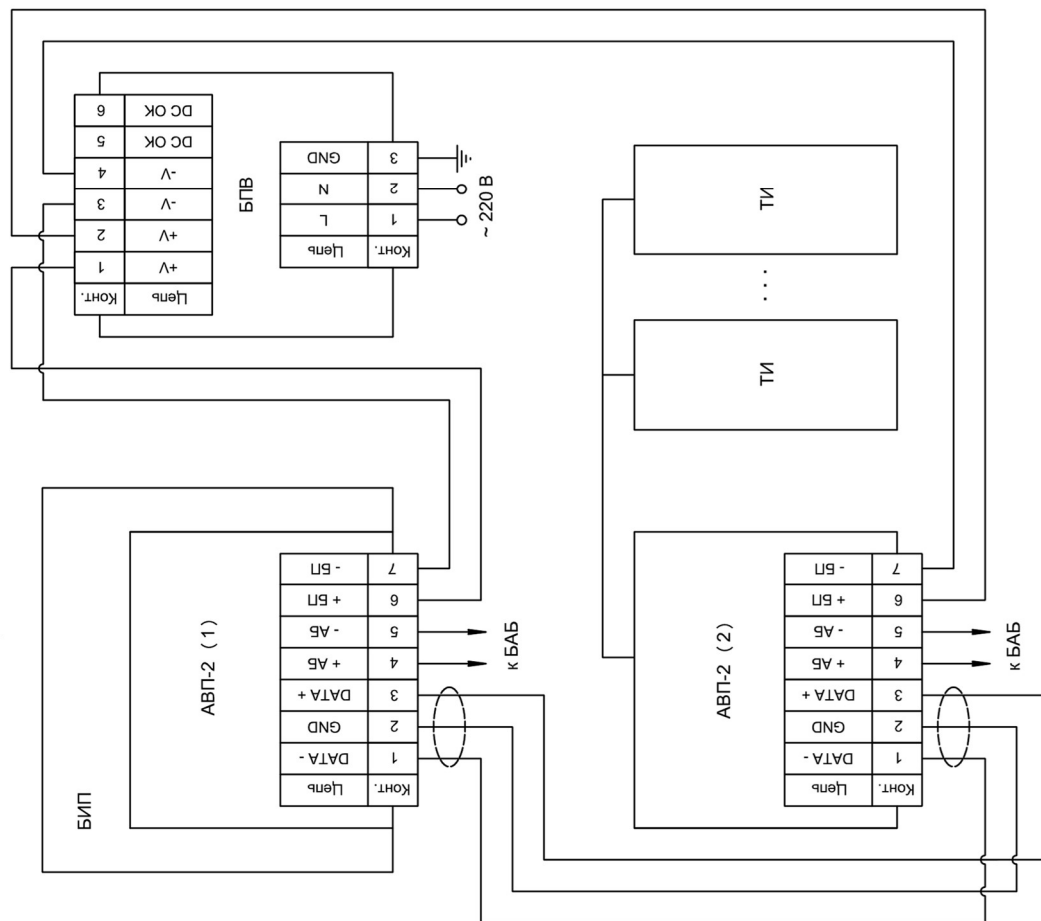 БПВ
Цепь Конт.
+V 1
+V 2
-V 3
-V 4
DC OK 5
DC OK 6
Конт. Цепь
1 L
2 N
3 GND
~ 220 В
ТИ
. . .
ТИ
БИП
АВП-2 (1)
Конт. Цепь
1 DATA -
2 GND
3 DATA +
4 + АБ
5 - АБ
6 + БП
7 - БП
к БАБ
АВП-2 (2)
Конт. Цепь
1 DATA -
2 GND
3 DATA +
4 + АБ
5 - АБ
6 + БП
7 - БП
к БАБ